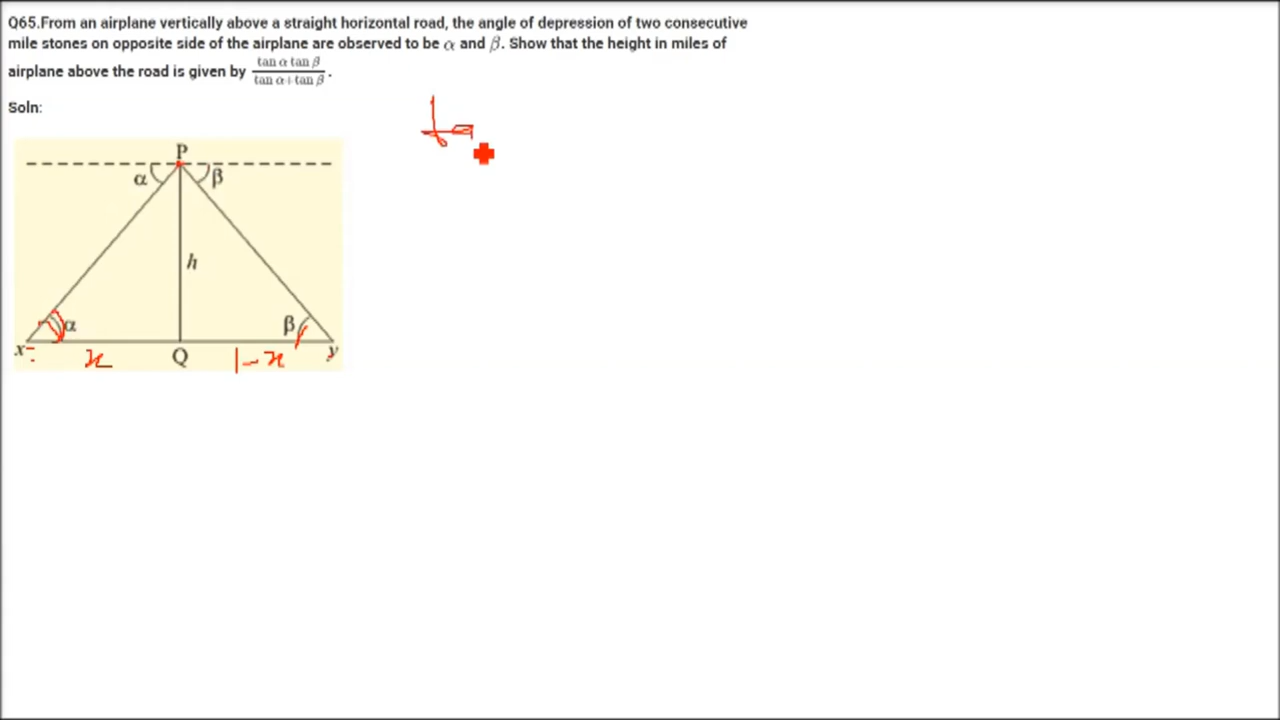 Q65.From an airplane vertically above a straight horizontal road, the angle of depression of two consecutive
mile stones on opposite side of the airplane are observed to be α and β. Show that the height in miles of
airplane above the road is given by tan α tan β / tan α+tan β .
Soln:
P
α β
h
α β
x Q y
x 1-x
ta